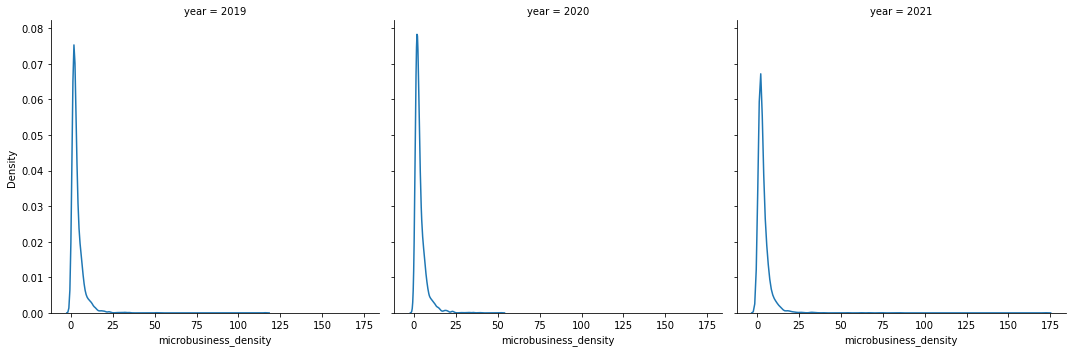 year = 2019
year = 2020
year = 2021
Density
0.08
0.07
0.06
0.05
0.04
0.03
0.02
0.01
0.00
0 25 50 75 100 125 150 175
0 25 50 75 100 125 150 175
0 25 50 75 100 125 150 175
microbusiness_density
microbusiness_density
microbusiness_density